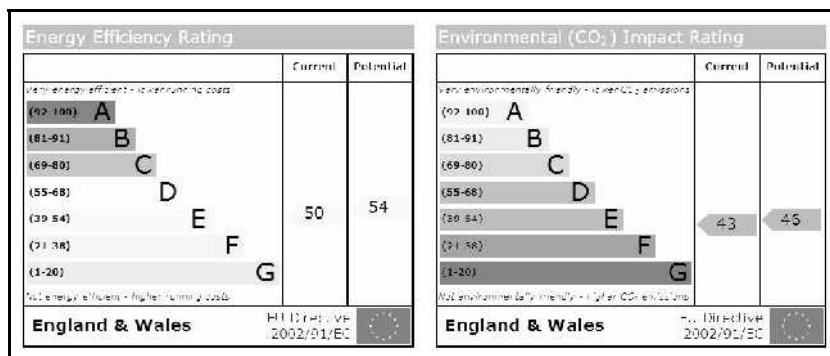 Energy Efficiency Rating
Current Potential
Very energy efficient - lower running costs
(92-100) A
(81-91) B
(69-80) C
(55-68) D
(39-54) E
(21-38) F
(1-20) G
50
54
Not energy efficient - higher running costs
England & Wales
EU Directive
2002/91/EC
Environmental (CO₂) Impact Rating
Current Potential
Very environmentally friendly - lower CO₂ emissions
(92-100) A
(81-91) B
(69-80) C
(55-68) D
(39-54) E
(21-38) F
(1-20) G
43
46
Not environmentally friendly - higher CO₂ emissions
England & Wales
EU Directive
2002/91/EC